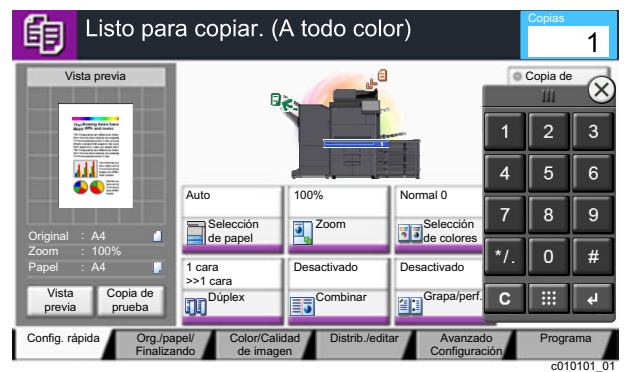 Listo para copiar. (A todo color)
Copias
1
Vista previa
Copia de
Original : A4
Zoom : 100%
Papel : A4
Vista
previa
Copia de
prueba
Auto
Selección
de papel
100%
Zoom
Normal 0
Selección
de colores
1 cara
>>1 cara
Dúplex
Desactivado
Combinar
Desactivado
Grapa/perf.
1 2 3
4 5 6
7 8 9
*/. 0 #
C
Config. rápida
Org./papel/
Finalizando
Color/Calidad
de imagen
Distrib./editar
Avanzado
Configuración
Programa
c010101_01